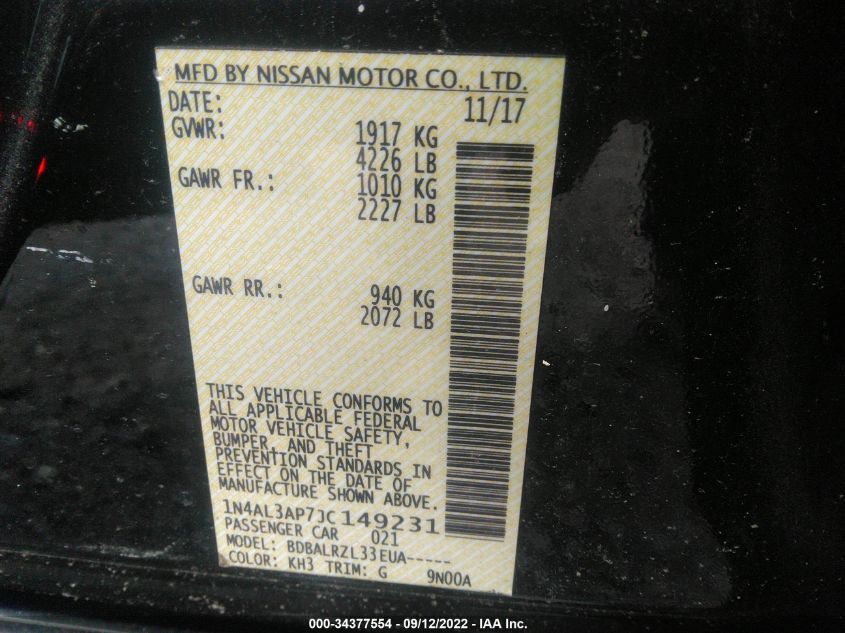 MFD BY NISSAN MOTOR CO., LTD.
DATE: 11/17
GVWR: 1917 KG
4226 LB
GAWR FR.: 1010 KG
2227 LB
GAWR RR.: 940 KG
2072 LB
THIS VEHICLE CONFORMS TO
ALL APPLICABLE FEDERAL
MOTOR VEHICLE SAFETY,
BUMPER, AND THEFT
PREVENTION STANDARDS IN
EFFECT ON THE DATE OF
MANUFACTURE SHOWN ABOVE.
1N4AL3AP7JC149231
PASSENGER CAR 021
MODEL: BDBALRZL33EUA-----
COLOR: KH3 TRIM: G 9N00A
000-34377554 - 09/12/2022 - IAA Inc.